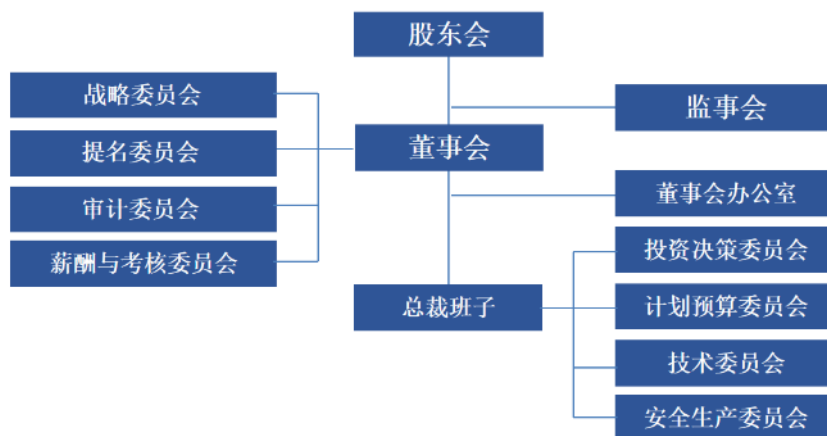 股东会
战略委员会
监事会
提名委员会
董事会
审计委员会
董事会办公室
薪酬与考核委员会
投资决策委员会
总裁班子
计划预算委员会
技术委员会
安全生产委员会